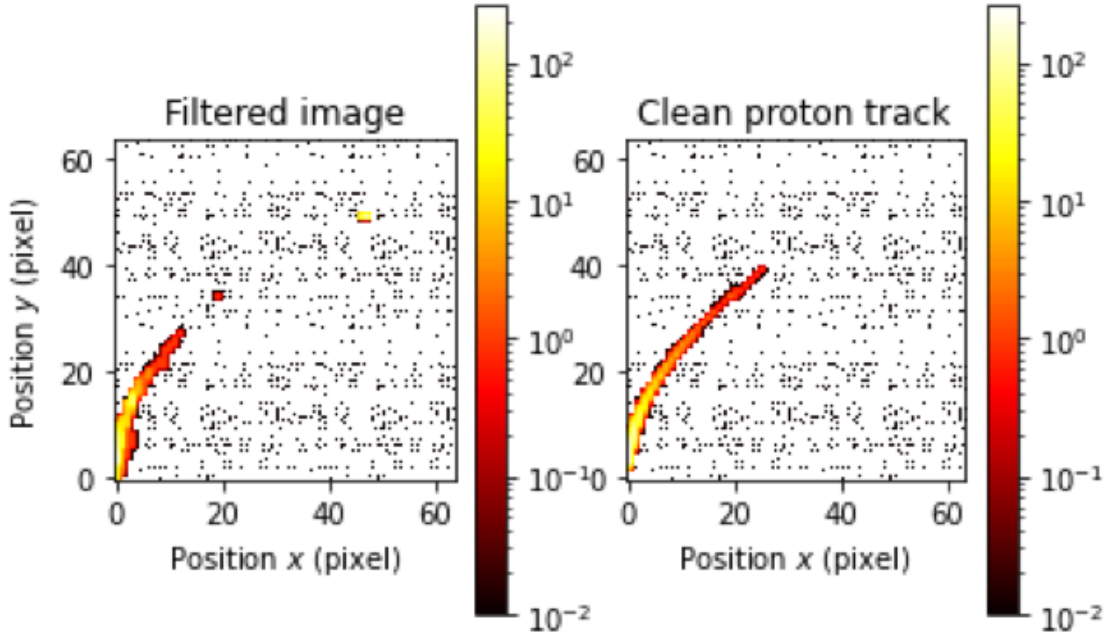 Filtered image
Position y (pixel)
60
40
20
0
0 20 40 60
Position x (pixel)
10²
10¹
10⁰
10⁻¹
10⁻²
Clean proton track
60
40
20
0
0 20 40 60
Position x (pixel)
10²
10¹
10⁰
10⁻¹
10⁻²